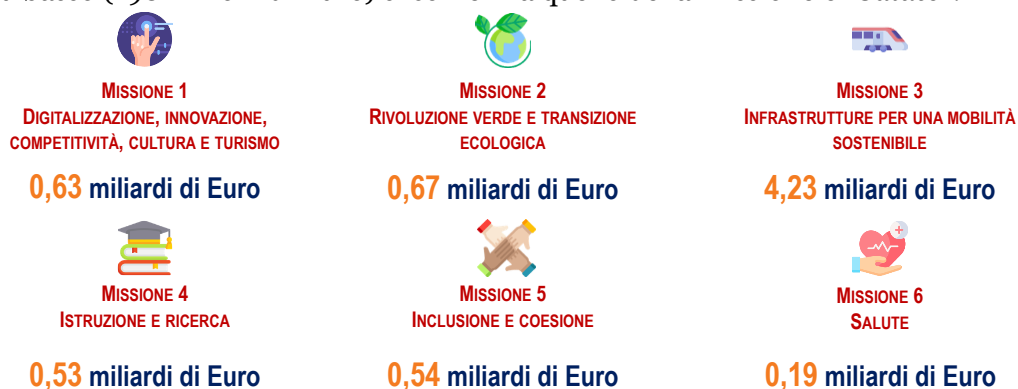 MISSIONE 1
DIGITALIZZAZIONE, INNOVAZIONE,
COMPETITIVITÀ, CULTURA E TURISMO
0,63 miliardi di Euro
MISSIONE 2
RIVOLUZIONE VERDE E TRANSIZIONE
ECOLOGICA
0,67 miliardi di Euro
MISSIONE 3
INFRASTRUTTURE PER UNA MOBILITÀ
SOSTENIBILE
4,23 miliardi di Euro
MISSIONE 4
ISTRUZIONE E RICERCA
0,53 miliardi di Euro
MISSIONE 5
INCLUSIONE E COESIONE
0,54 miliardi di Euro
MISSIONE 6
SALUTE
0,19 miliardi di Euro